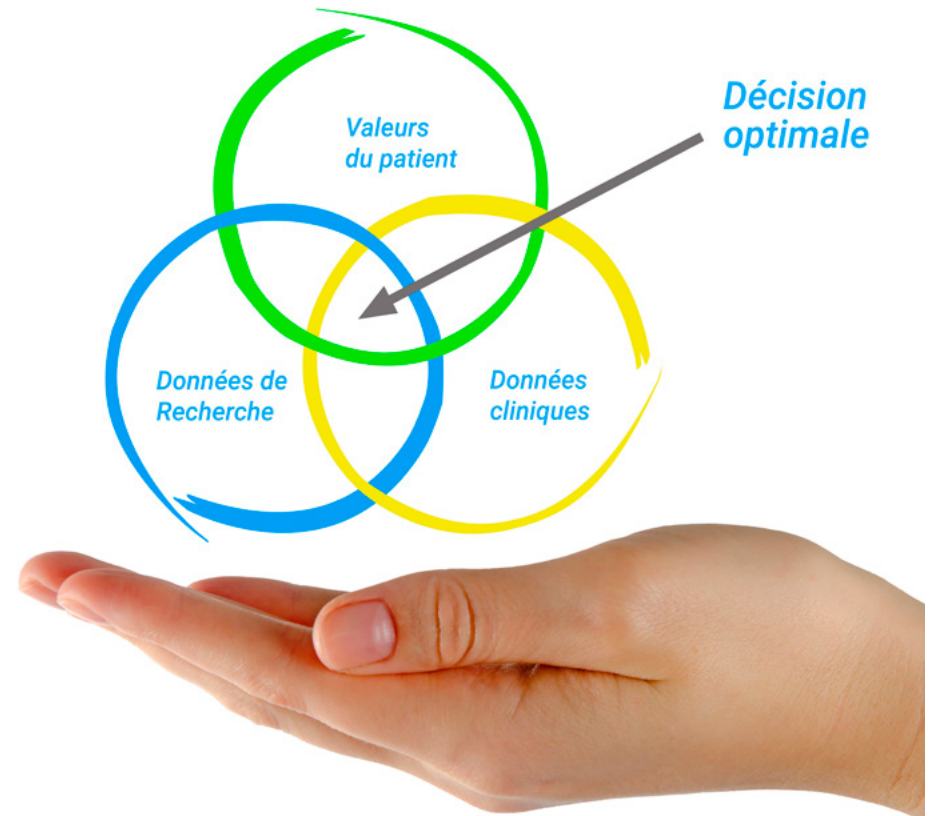 Valeurs
du patient
Décision
optimale
Données de
Recherche
Données
cliniques